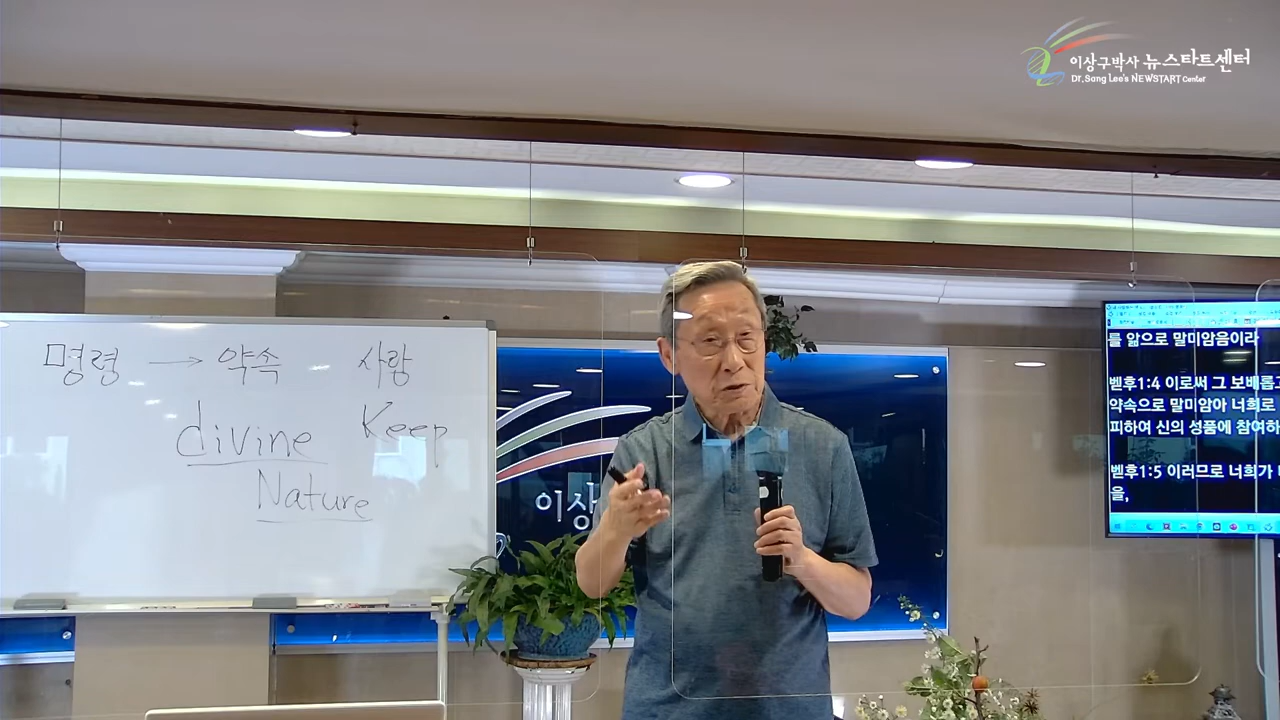 이상구박사 뉴스타트센터
Dr. Sang Lee's NEWSTART Center
명령 → 약속 사랑
divine Keep
Nature
이상
를 앎으로 말미암음이라
벧후1:4 이로써 그 보배롭고
약속으로 말미암아 너희로
피하여 신의 성품에 참여하
벧후1:5 이러므로 너희가
을,